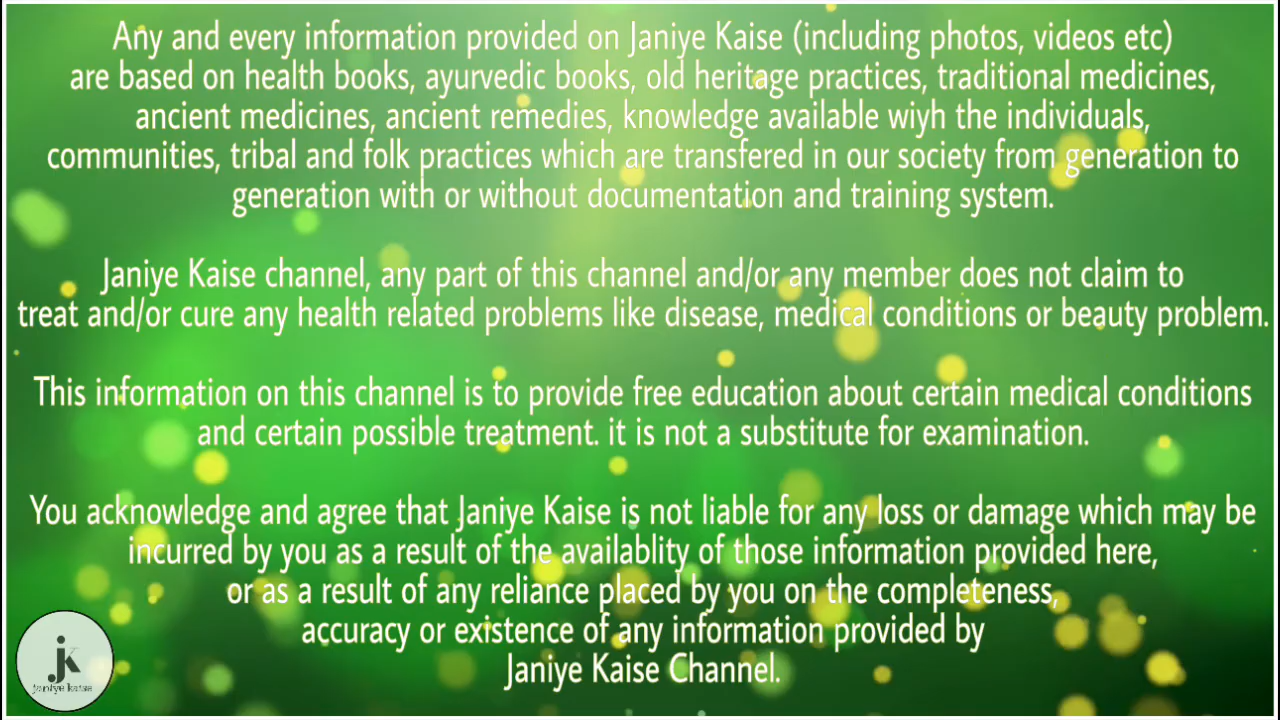 Any and every information provided on Janiye Kaise (including photos, videos etc)
are based on health books, ayurvedic books, old heritage practices, traditional medicines,
ancient medicines, ancient remedies, knowledge available wiyh the individuals,
communities, tribal and folk practices which are transfered in our society from generation to
generation with or without documentation and training system.
Janiye Kaise channel, any part of this channel and/or any member does not claim to
treat and/or cure any health related problems like disease, medical conditions or beauty problem.
This information on this channel is to provide free education about certain medical conditions
and certain possible treatment. it is not a substitute for examination.
You acknowledge and agree that Janiye Kaise is not liable for any loss or damage which may be
incurred by you as a result of the availablity of those information provided here,
or as a result of any reliance placed by you on the completeness,
accuracy or existence of any information provided by
Janiye Kaise Channel.
jk
janiye kaise